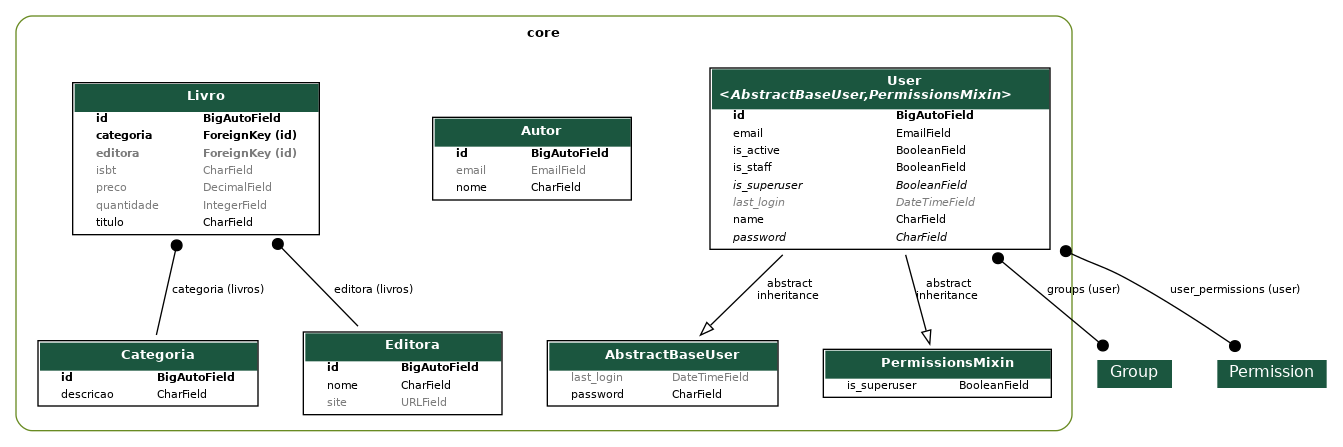 core
Livro
id BigAutoField
categoria ForeignKey (id)
editora ForeignKey (id)
isbt CharField
preco DecimalField
quantidade IntegerField
titulo CharField
Autor
id BigAutoField
email EmailField
nome CharField
User
<AbstractBaseUser,PermissionsMixin>
id BigAutoField
email EmailField
is_active BooleanField
is_staff BooleanField
is_superuser BooleanField
last_login DateTimeField
name CharField
password CharField
categoria (livros)
editora (livros)
abstract
inheritance
abstract
inheritance
groups (user)
user_permissions (user)
Categoria
id BigAutoField
descricao CharField
Editora
id BigAutoField
nome CharField
site URLField
AbstractBaseUser
last_login DateTimeField
password CharField
PermissionsMixin
is_superuser BooleanField
Group
Permission